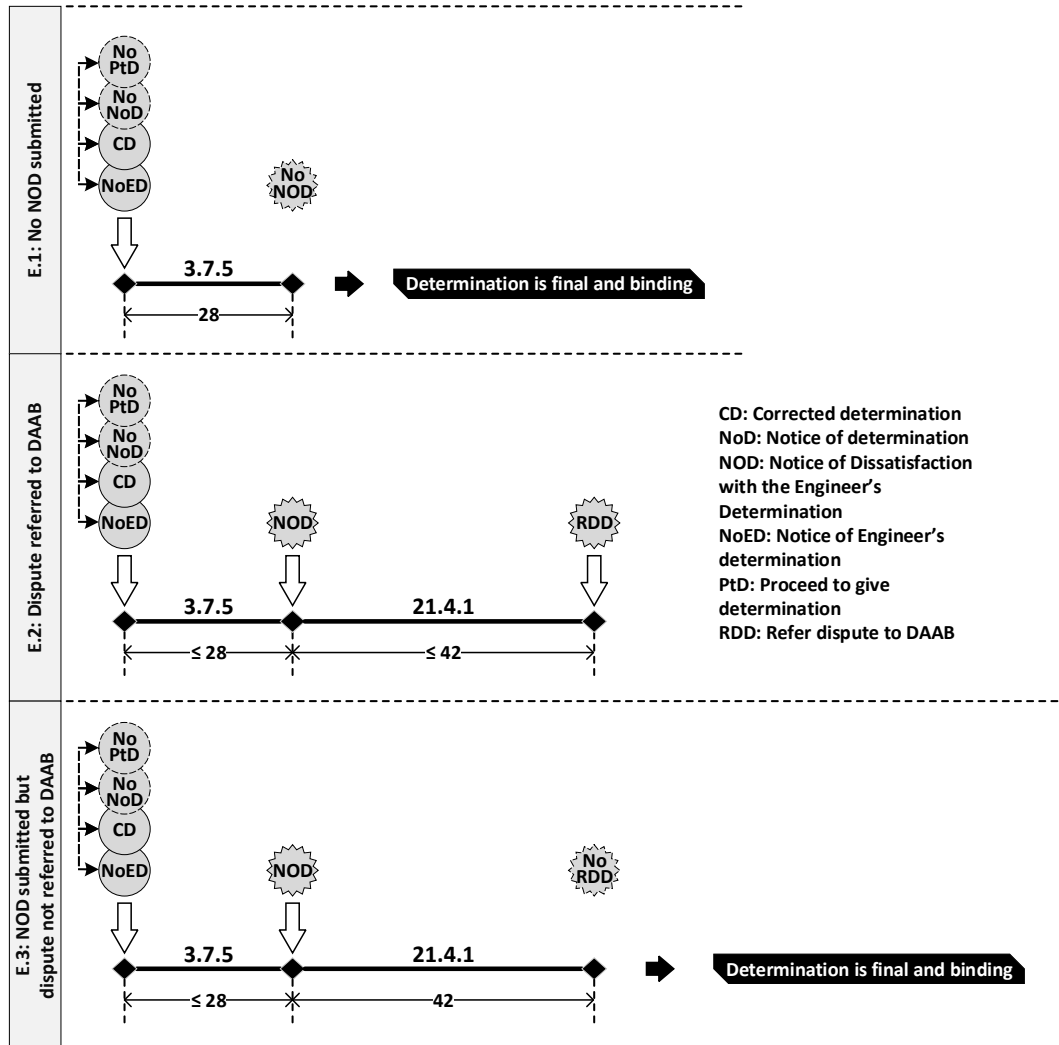 E.1: No NOD submitted
No
PtD
No
NoD
CD
NoED
No
NOD
3.7.5
28
Determination is final and binding
E.2: Dispute referred to DAAB
No
PtD
No
NoD
CD
NoED
NOD
RDD
3.7.5
21.4.1
≤ 28
≤ 42
CD: Corrected determination
NoD: Notice of determination
NOD: Notice of Dissatisfaction
with the Engineer's
Determination
NoED: Notice of Engineer's
determination
PtD: Proceed to give
determination
RDD: Refer dispute to DAAB
E.3: NOD submitted but
dispute not referred to DAAB
No
PtD
No
NoD
CD
NoED
NOD
No
RDD
3.7.5
21.4.1
≤ 28
42
Determination is final and binding